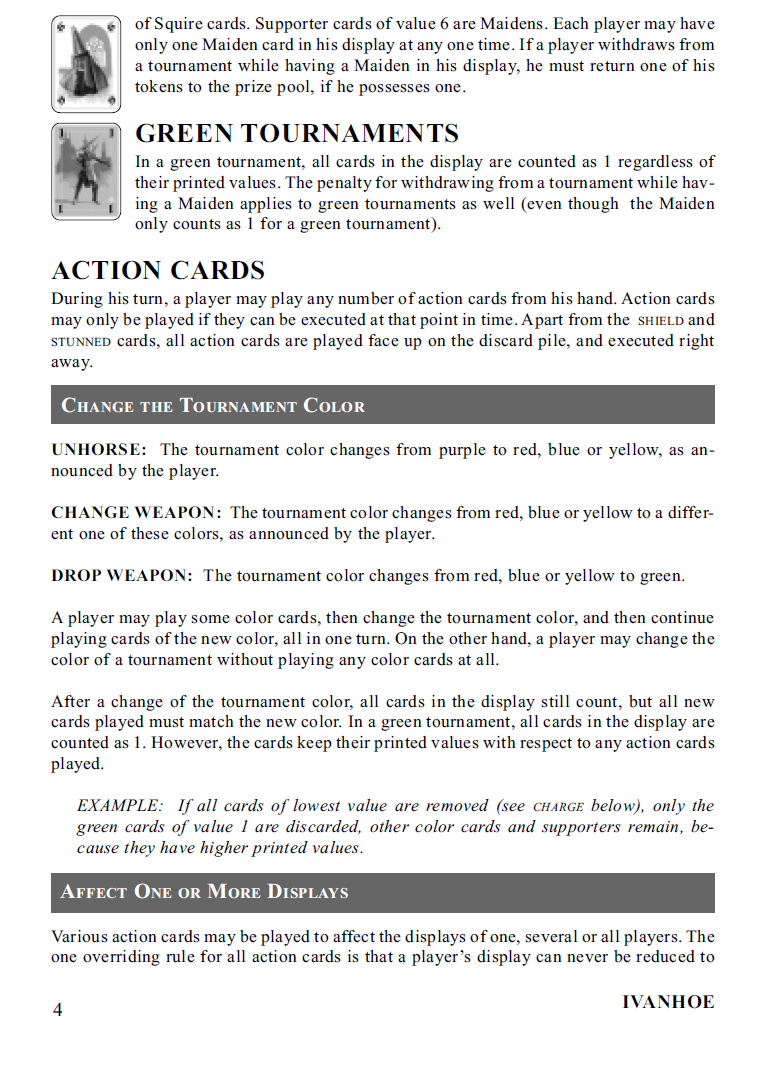 of Squire cards. Supporter cards of value 6 are Maidens. Each player may have
only one Maiden card in his display at any one time. If a player withdraws from
a tournament while having a Maiden in his display, he must return one of his
tokens to the prize pool, if he possesses one.
GREEN TOURNAMENTS
In a green tournament, all cards in the display are counted as 1 regardless of
their printed values. The penalty for withdrawing from a tournament while hav-
ing a Maiden applies to green tournaments as well (even though the Maiden
only counts as 1 for a green tournament).
ACTION CARDS
During his turn, a player may play any number of action cards from his hand. Action cards
may only be played if they can be executed at that point in time. Apart from the SHIELD and
STUNNED cards, all action cards are played face up on the discard pile, and executed right
away.
CHANGE THE TOURNAMENT COLOR
UNHORSE: The tournament color changes from purple to red, blue or yellow, as an-
nounced by the player.
CHANGE WEAPON: The tournament color changes from red, blue or yellow to a differ-
ent one of these colors, as announced by the player.
DROP WEAPON: The tournament color changes from red, blue or yellow to green.
A player may play some color cards, then change the tournament color, and then continue
playing cards of the new color, all in one turn. On the other hand, a player may change the
color of a tournament without playing any color cards at all.
After a change of the tournament color, all cards in the display still count, but all new
cards played must match the new color. In a green tournament, all cards in the display are
counted as 1. However, the cards keep their printed values with respect to any action cards
played.
EXAMPLE: If all cards of lowest value are removed (see CHARGE below), only the
green cards of value 1 are discarded, other color cards and supporters remain, be-
cause they have higher printed values.
AFFECT ONE OR MORE DISPLAYS
Various action cards may be played to affect the displays of one, several or all players. The
one overriding rule for all action cards is that a player's display can never be reduced to
4
IVANHOE